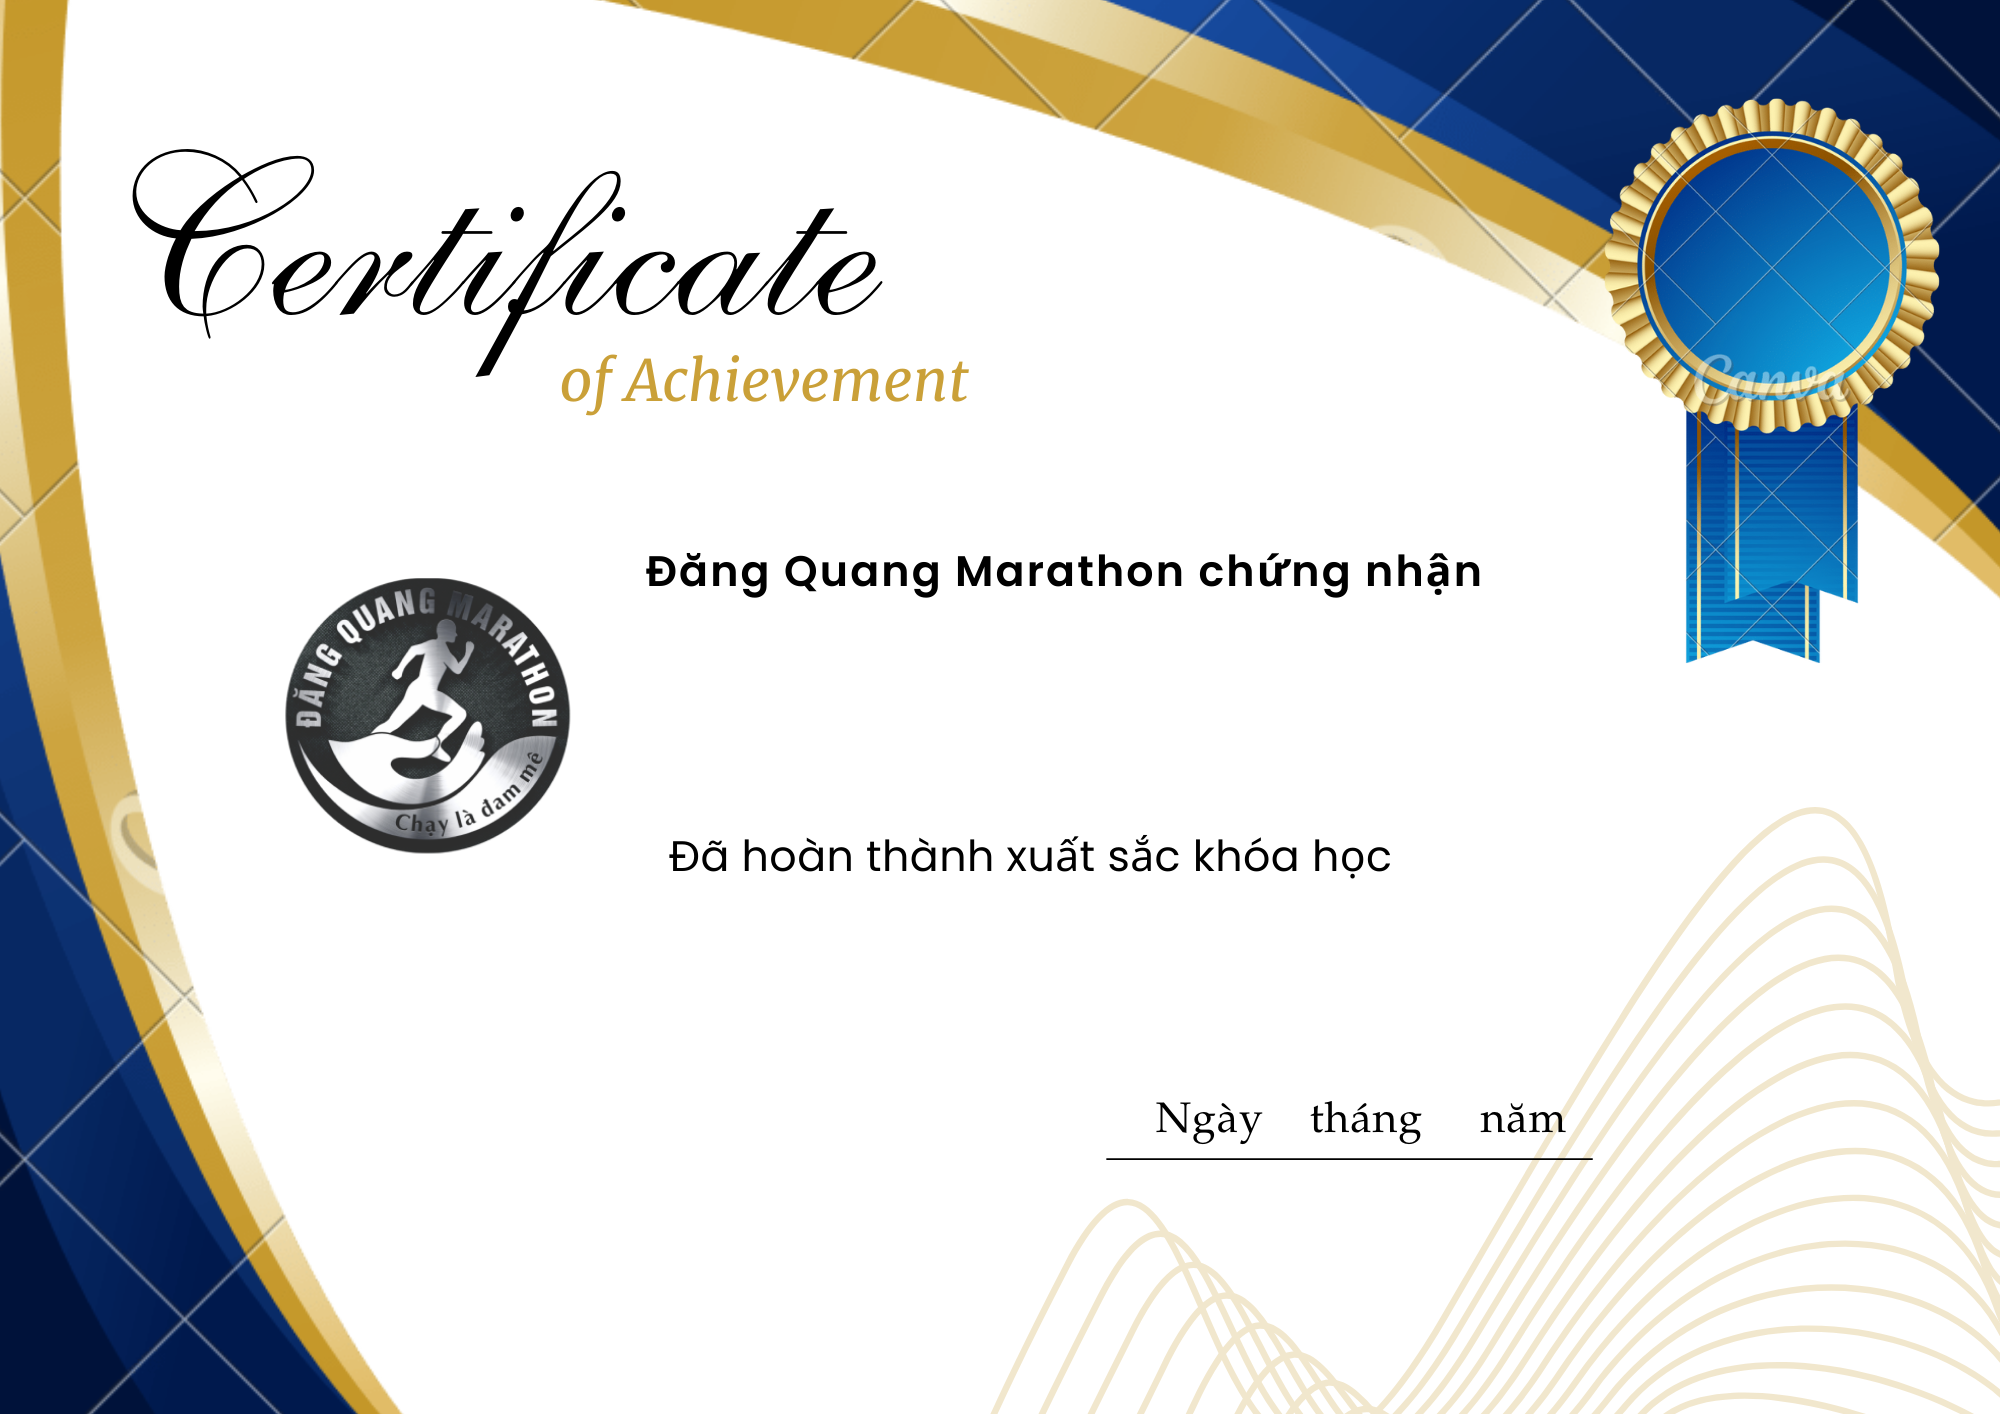 Certificate
of Achievement
Đăng Quang Marathon chứng nhận
ĐĂNG QUANG MARATHON
Chạy là đam mê
Đã hoàn thành xuất sắc khóa học
Ngày tháng năm
Canva